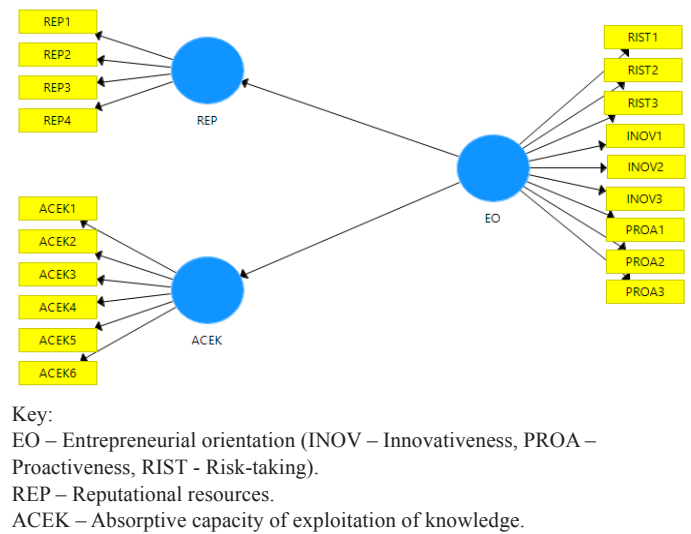 REP1
REP2
REP3
REP4
REP
ACEK1
ACEK2
ACEK3
ACEK4
ACEK5
ACEK6
ACEK
EO
RIST1
RIST2
RIST3
INOV1
INOV2
INOV3
PROA1
PROA2
PROA3
Key:
EO – Entrepreneurial orientation (INOV – Innovativeness, PROA –
Proactiveness, RIST - Risk-taking).
REP – Reputational resources.
ACEK – Absorptive capacity of exploitation of knowledge.